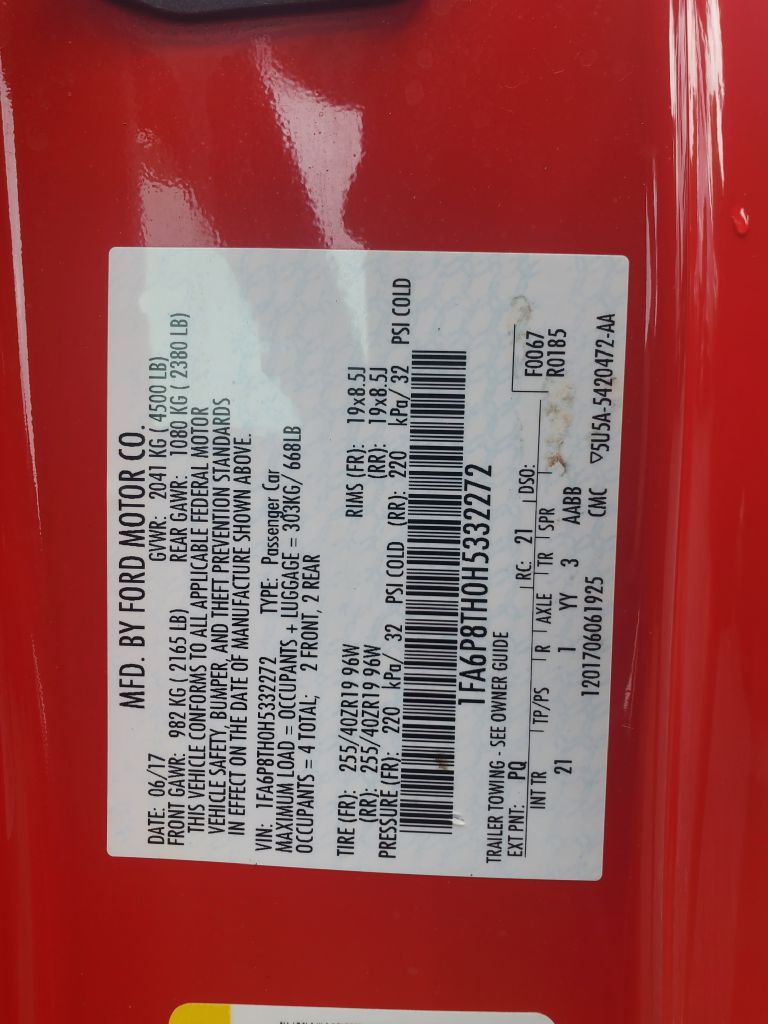 MFD. BY FORD MOTOR CO.
DATE: 06/17 GVWR: 2041 KG ( 4500 LB)
FRONT GAWR: 982 KG ( 2165 LB) REAR GAWR: 1080 KG ( 2380 LB)
THIS VEHICLE CONFORMS TO ALL APPLICABLE FEDERAL MOTOR
VEHICLE SAFETY, BUMPER, AND THEFT PREVENTION STANDARDS
IN EFFECT ON THE DATE OF MANUFACTURE SHOWN ABOVE.
VIN: 1FA6P8TH0H5332272 TYPE: Passenger Car
MAXIMUM LOAD = OCCUPANTS + LUGGAGE = 303KG/ 668LB
OCCUPANTS = 4 TOTAL; 2 FRONT, 2 REAR
TIRE (FR): 255/40ZR19 96W RIMS (FR): 19x8.5J
(RR): 255/40ZR19 96W (RR): 19x8.5J
PRESSURE (FR): 220 kPa/ 32 PSI COLD (RR): 220 kPa/ 32 PSI COLD
1FA6P8TH0H5332272
TRAILER TOWING - SEE OWNER GUIDE
EXT PNT: PQ RC: 21 DSO: F0067
INT TR TP/PS R AXLE TR SPR R0185
21 1 YY 3 AABB
1201706061925 CMC ▽5U5A-5420472-AA